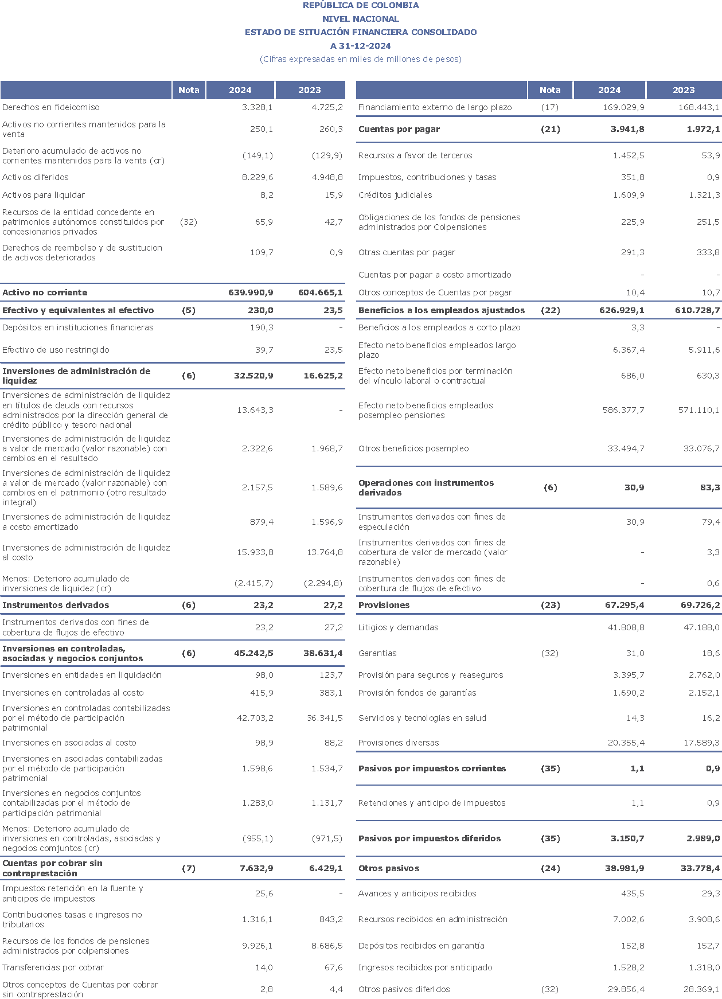 REPÚBLICA DE COLOMBIA
NIVEL NACIONAL
ESTADO DE SITUACIÓN FINANCIERA CONSOLIDADO
A 31-12-2024
(Cifras expresadas en miles de millones de pesos)
Nota 2024 2023
Derechos en fideicomiso 3.328,1 4.725,2
Activos no corrientes mantenidos para la
venta 250,1 260,3
Deterioro acumulado de activos no
corrientes mantenidos para la venta (cr) (149,1) (129,9)
Activos diferidos 8.229,6 4.948,8
Activos para liquidar 8,2 15,9
Recursos de la entidad concedente en
patrimonios autónomos constituidos por (32) 65,9 42,7
concesionarios privados
Derechos de reembolso y de sustitucion
de activos deteriorados 109,7 0,9
Activo no corriente 639.990,9 604.665,1
Efectivo y equivalentes al efectivo (5) 230,0 23,5
Depósitos en instituciones financieras 190,3 -
Efectivo de uso restringido 39,7 23,5
Inversiones de administración de
liquidez (6) 32.520,9 16.625,2
Inversiones de administración de liquidez
en títulos de deuda con recursos
administrados por la dirección general de 13.643,3 -
crédito público y tesoro nacional
Inversiones de administración de liquidez
a valor de mercado (valor razonable) con 2.322,6 1.968,7
cambios en el resultado
Inversiones de administración de liquidez
a valor de mercado (valor razonable) con
cambios en el patrimonio (otro resultado 2.157,5 1.589,6
integral)
Inversiones de administración de liquidez
a costo amortizado 879,4 1.596,9
Inversiones de administración de liquidez
al costo 15.933,8 13.764,8
Menos: Deterioro acumulado de
inversiones de liquidez (cr) (2.415,7) (2.294,8)
Instrumentos derivados (6) 23,2 27,2
Instrumentos derivados con fines de
cobertura de flujos de efectivo 23,2 27,2
Inversiones en controladas,
asociadas y negocios conjuntos (6) 45.242,5 38.631,4
Inversiones en entidades en liquidación 98,0 123,7
Inversiones en controladas al costo 415,9 383,1
Inversiones en controladas contabilizadas
por el método de participación 42.703,2 36.341,5
patrimonial
Inversiones en asociadas al costo 98,9 88,2
Inversiones en asociadas contabilizadas
por el método de participación 1.598,6 1.534,7
patrimonial
Inversiones en negocios conjuntos
contabilizadas por el método de 1.283,0 1.131,7
participación patrimonial
Menos: Deterioro acumulado de
inversiones en controladas, asociadas y (955,1) (971,5)
negocios comjuntos (cr)
Cuentas por cobrar sin
contraprestación (7) 7.632,9 6.429,1
Impuestos retención en la fuente y
anticipos de impuestos 25,6 -
Contribuciones tasas e ingresos no
tributarios 1.316,1 843,2
Recursos de los fondos de pensiones
administrados por colpensiones 9.926,1 8.686,5
Transferencias por cobrar 14,0 67,6
Otros conceptos de Cuentas por cobrar
sin contraprestación 2,8 4,4
Nota 2024 2023
Financiamiento externo de largo plazo (17) 169.029,9 168.443,1
Cuentas por pagar (21) 3.941,8 1.972,1
Recursos a favor de terceros 1.452,5 53,9
Impuestos, contribuciones y tasas 351,8 0,9
Créditos judiciales 1.609,9 1.321,3
Obligaciones de los fondos de pensiones
administrados por Colpensiones 225,9 251,5
Otras cuentas por pagar 291,3 333,8
Cuentas por pagar a costo amortizado - -
Otros conceptos de Cuentas por pagar 10,4 10,7
Beneficios a los empleados ajustados (22) 626.929,1 610.728,7
Beneficios a los empleados a corto plazo 3,3 -
Efecto neto beneficios empleados largo
plazo 6.367,4 5.911,6
Efecto neto beneficios por terminación
del vínculo laboral o contractual 686,0 630,3
Efecto neto beneficios empleados
posempleo pensiones 586.377,7 571.110,1
Otros beneficios posempleo 33.494,7 33.076,7
Operaciones con instrumentos
derivados (6) 30,9 83,3
Instrumentos derivados con fines de
especulación 30,9 79,4
Instrumentos derivados con fines de
cobertura de valor de mercado (valor - 3,3
razonable)
Instrumentos derivados con fines de
cobertura de flujos de efectivo - 0,6
Provisiones (23) 67.295,4 69.726,2
Litigios y demandas 41.808,8 47.188,0
Garantías (32) 31,0 18,6
Provisión para seguros y reaseguros 3.395,7 2.762,0
Provisión fondos de garantías 1.690,2 2.152,1
Servicios y tecnologías en salud 14,3 16,2
Provisiones diversas 20.355,4 17.589,3
Pasivos por impuestos corrientes (35) 1,1 0,9
Retenciones y anticipo de impuestos 1,1 0,9
Pasivos por impuestos diferidos (35) 3.150,7 2.989,0
Otros pasivos (24) 38.981,9 33.778,4
Avances y anticipos recibidos 435,5 29,3
Recursos recibidos en administración 7.002,6 3.908,6
Depósitos recibidos en garantía 152,8 152,7
Ingresos recibidos por anticipado 1.528,2 1.318,0
Otros pasivos diferidos (32) 29.856,4 28.369,1